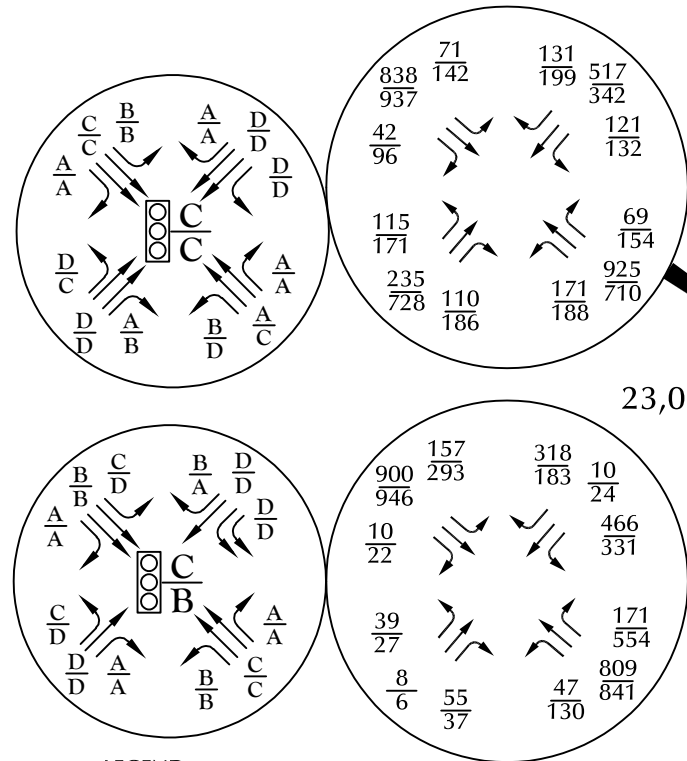 B/B A/A
C/C D/D
A/A D/D
C/C
D/C A/A
D/D A/B B/D A/C
71/142 131/199
838/937 517/342
42/96 121/132
115/171 69/154
235/728 110/186 171/188 925/710
23,0
C/D B/A D/D
B/B
A/A D/D
C/B
C/D A/A
D/D A/A B/B C/C
157/293 318/183
900/946 10/24
10/22 466/331
39/27 171/554
8/6 55/37 47/130 809/841